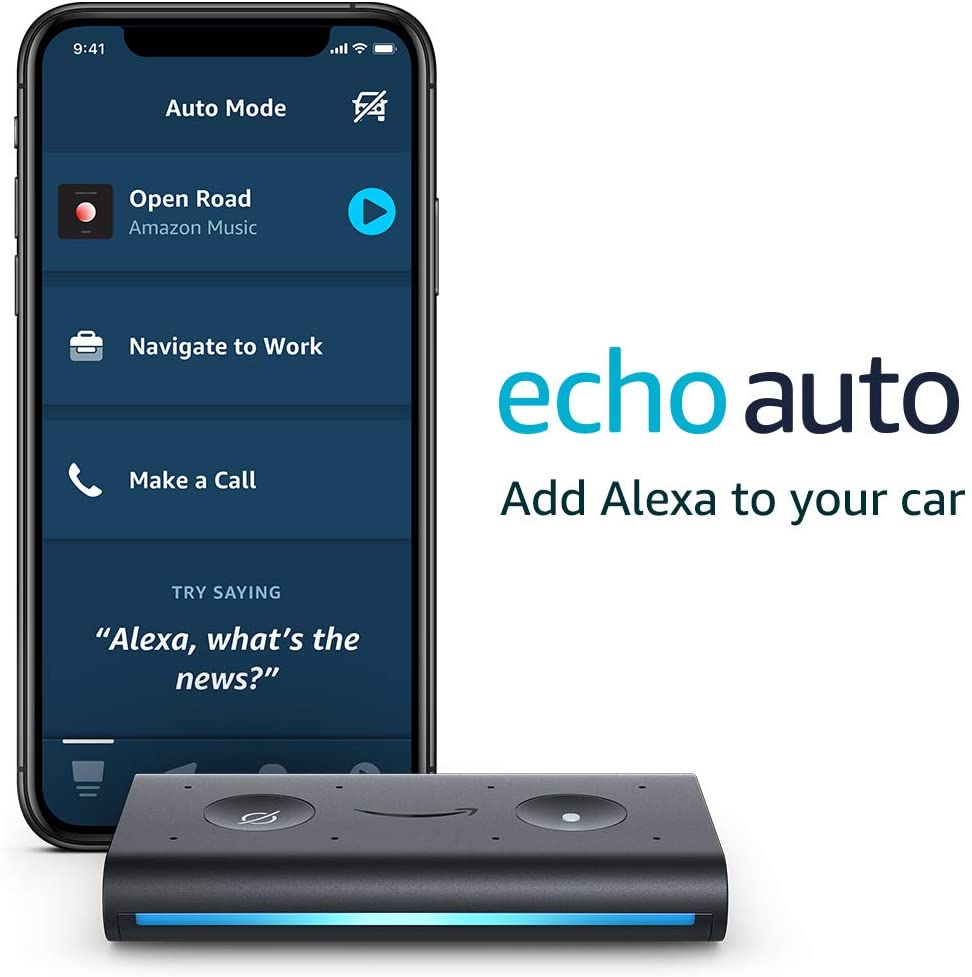 9:41
Auto Mode
Open Road
Amazon Music
Navigate to Work
Make a Call
TRY SAYING
“Alexa, what’s the
news?”
echo auto
Add Alexa to your car